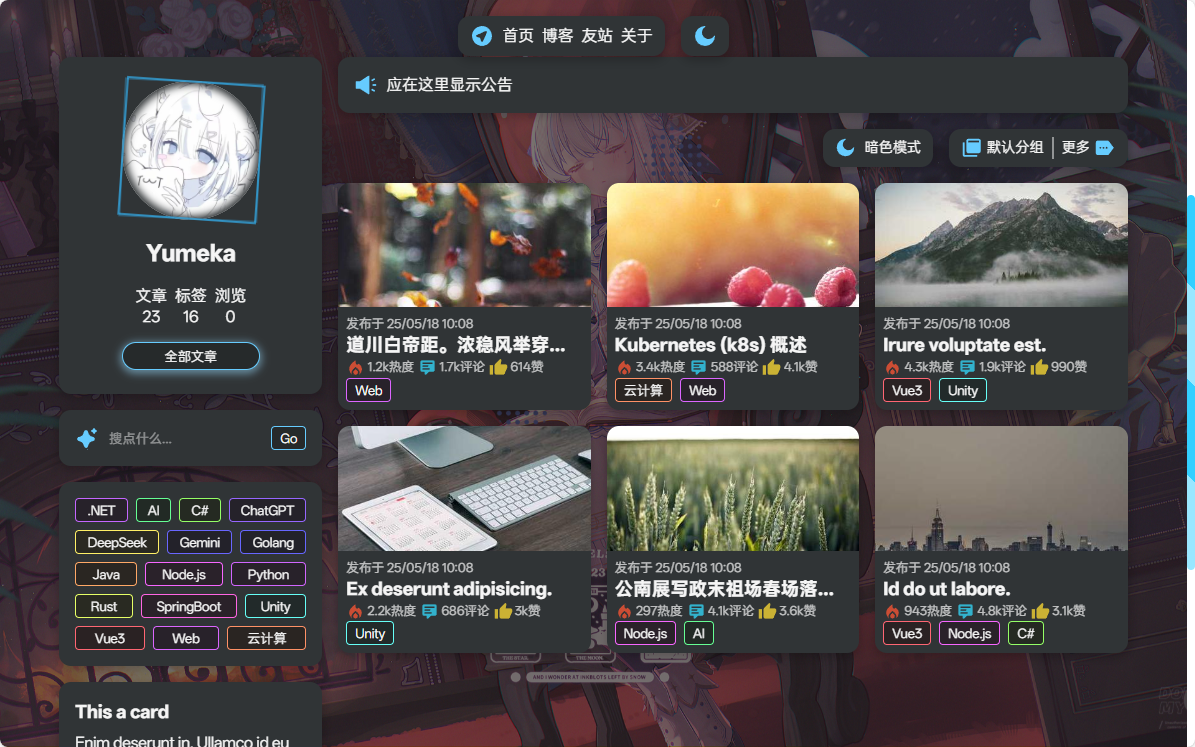 首页 博客 友站 关于
TwT
Yumeka
文章 标签 浏览
23 16 0
全部文章
搜点什么...
Go
.NET AI C# ChatGPT
DeepSeek Gemini Golang
Java Node.js Python
Rust SpringBoot Unity
Vue3 Web 云计算
This a card
Enim deserunt in. Ullamco id eu
应在这里显示公告
暗色模式
默认分组 更多
发布于 25/05/18 10:08
道川白帝距。浓稳风举穿...
1.2k热度 1.7k评论 614赞
Web
发布于 25/05/18 10:08
Kubernetes (k8s) 概述
3.4k热度 588评论 4.1k赞
云计算 Web
发布于 25/05/18 10:08
Irure voluptate est.
4.3k热度 1.9k评论 990赞
Vue3 Unity
发布于 25/05/18 10:08
Ex deserunt adipisicing.
2.2k热度 686评论 3k赞
Unity
发布于 25/05/18 10:08
公南展写政末祖场春场落...
297热度 4.1k评论 3.6k赞
Node.js AI
发布于 25/05/18 10:08
Id do ut labore.
943热度 4.8k评论 3.1k赞
Vue3 Node.js C#
THE MOON
AND I WONDER AT INKBLOTS LEFT BY SNOW